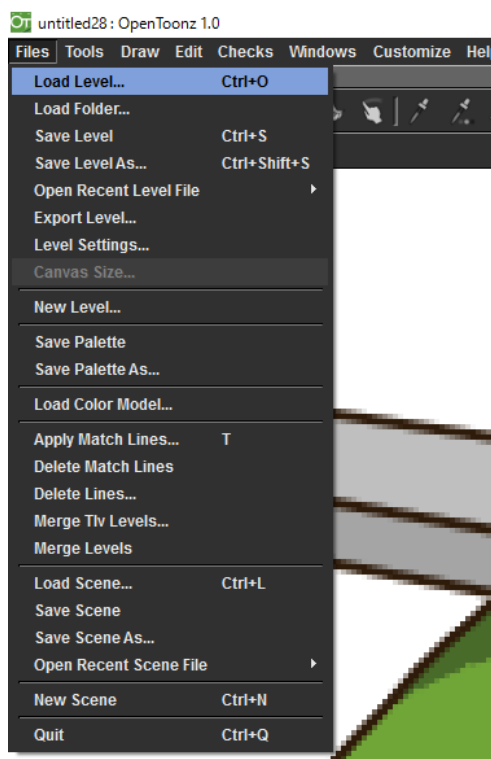 OT untitled28 : OpenToonz 1.0
Files Tools Draw Edit Checks Windows Customize Hel
Load Level... Ctrl+O
Load Folder...
Save Level Ctrl+S
Save Level As... Ctrl+Shift+S
Open Recent Level File
Export Level...
Level Settings...
Canvas Size...
New Level...
Save Palette
Save Palette As...
Load Color Model...
Apply Match Lines... T
Delete Match Lines
Delete Lines...
Merge Tlv Levels...
Merge Levels
Load Scene... Ctrl+L
Save Scene
Save Scene As...
Open Recent Scene File
New Scene Ctrl+N
Quit Ctrl+Q